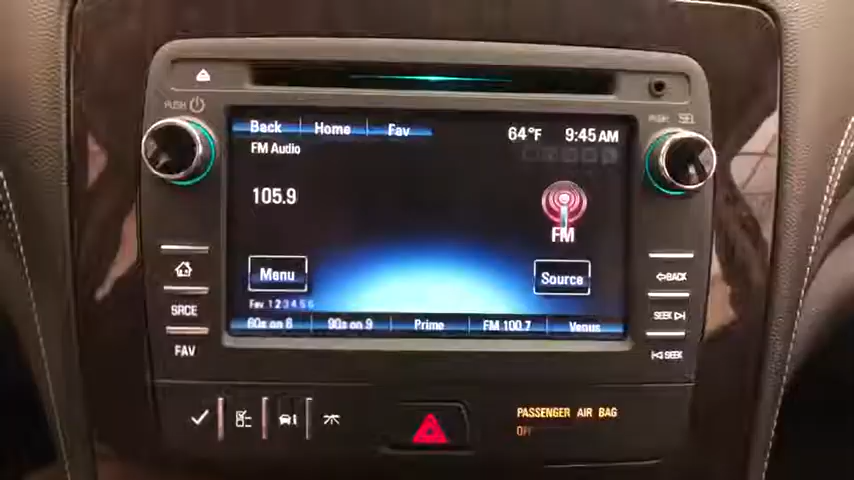 PUSH
PUSH SEL
Back Home Fav
64°F 9:45 AM
FM Audio
105.9
FM
Menu
Source
Fav 1 2 3 4 5 6
60s on 6 90s on 9 Prime FM 100.7 Venus
SRCE
FAV
BACK
SEEK
SEEK
PASSENGER AIR BAG
OFF